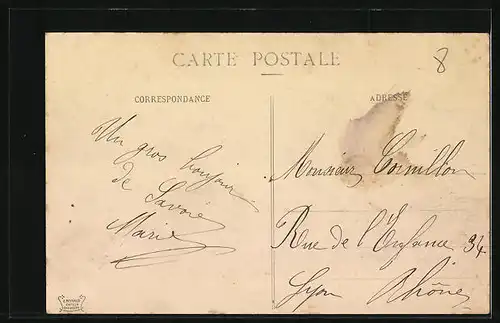 CARTE POSTALE
8
CORRESPONDANCE
Un gros bonjour
de Savoie
Marie
ADRESSE
Monsieur Cornillon
Rue de l'Enfance 34
Lyon Rhône